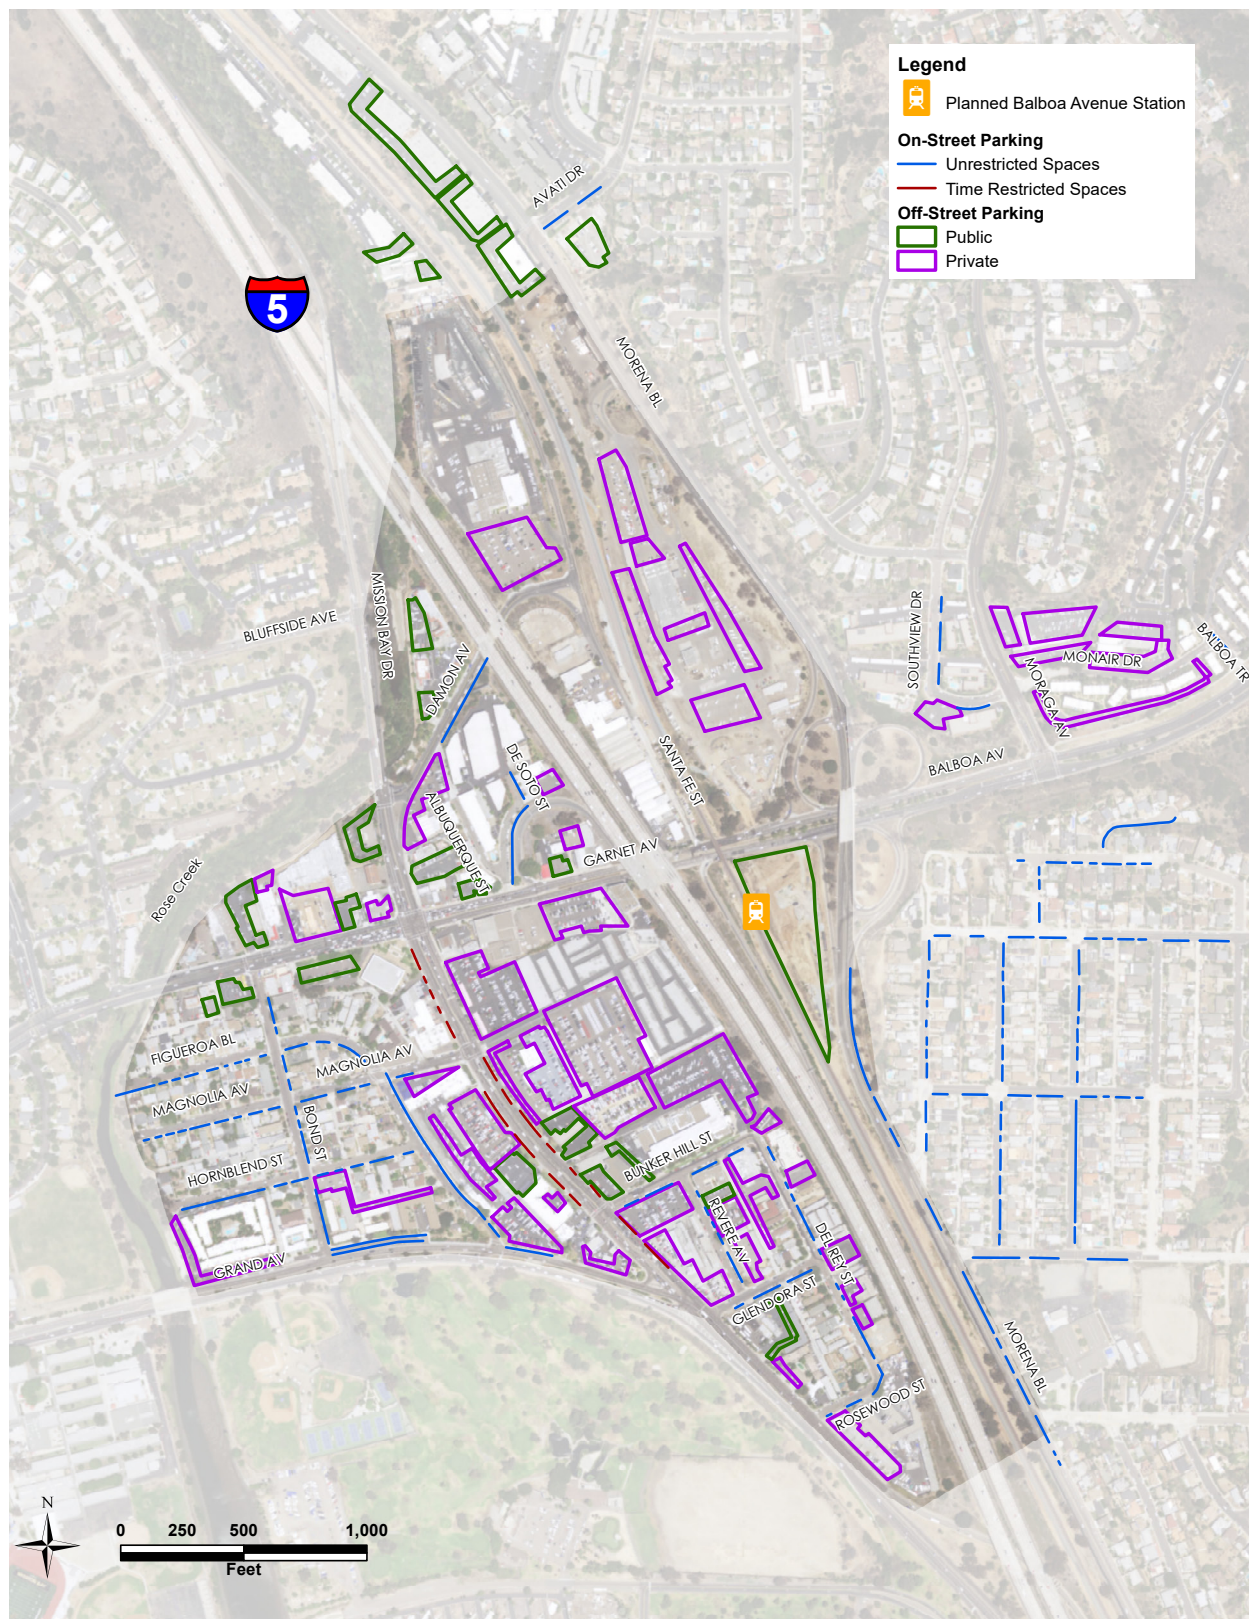 Legend
Planned Balboa Avenue Station
On-Street Parking
Unrestricted Spaces
Time Restricted Spaces
Off-Street Parking
Public
Private
AVATI DR
5
MORENA BL
BLUFFSIDE AVE
MISSION BAY DR
DAMON AV
SOUTHVIEW DR
MONAIR DR
BALBOA TR
MORAGA AV
BALBOA AV
SANTA FE ST
DE SOTO ST
ALBUQUERQUE ST
GARNET AV
Rose Creek
FIGUEROA BL
MAGNOLIA AV
MAGNOLIA AV
BOND ST
HORNBLEND ST
BUNKER HILL ST
REVERE AV
DEL REY ST
GRAND AV
GLENDORA ST
MORENA BL
ROSEWOOD ST
N
0 250 500 1,000
Feet